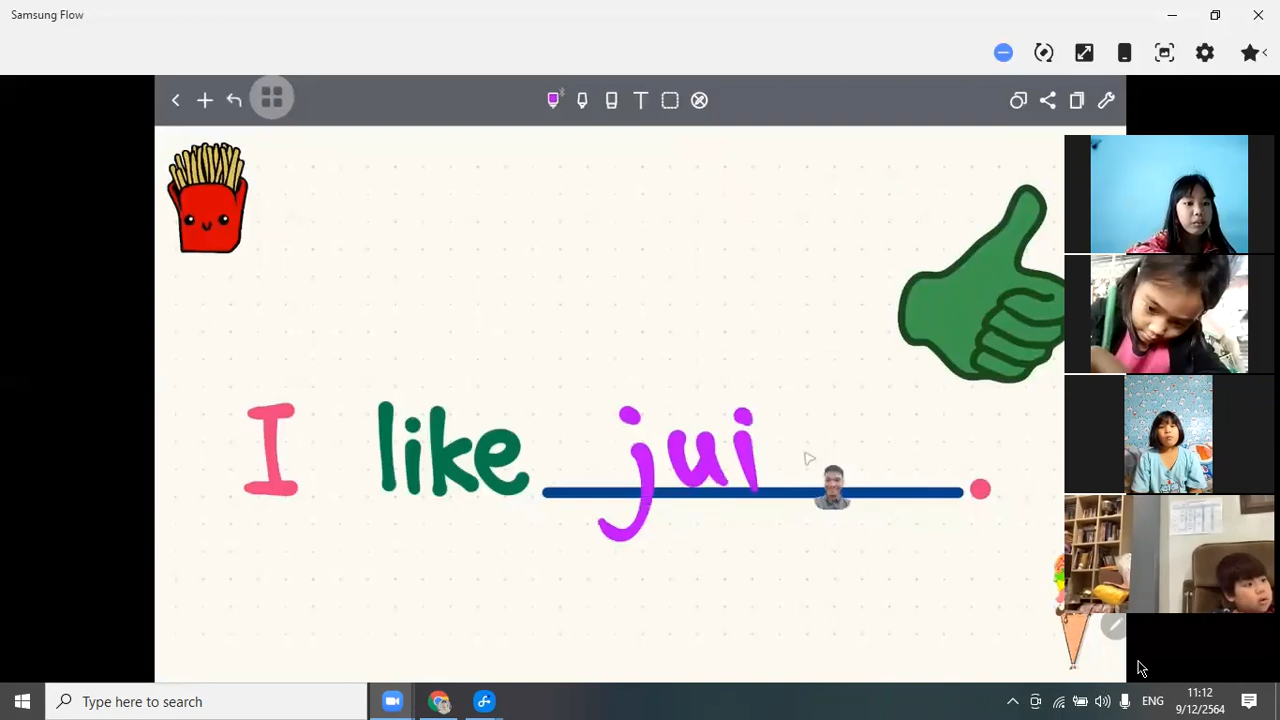 Samsung Flow
I like jui .
Type here to search
ENG
11:12
9/12/2564